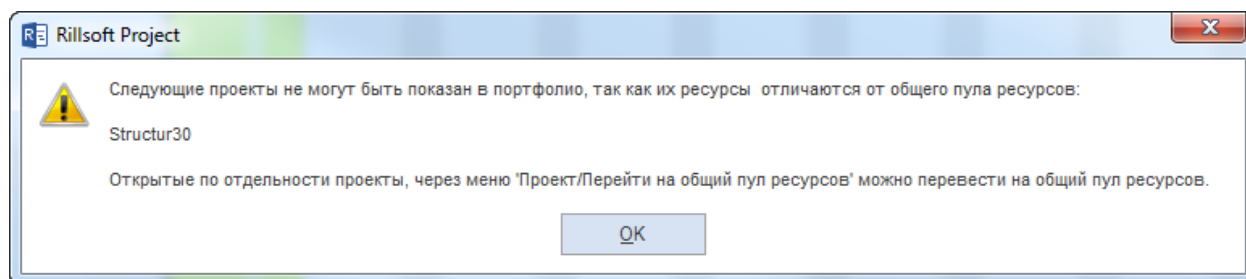 Rillsoft Project
Следующие проекты не могут быть показан в портфолио, так как их ресурсы отличаются от общего пула ресурсов:
Structur30
Открытые по отдельности проекты, через меню 'Проект/Перейти на общий пул ресурсов' можно перевести на общий пул ресурсов.
OK